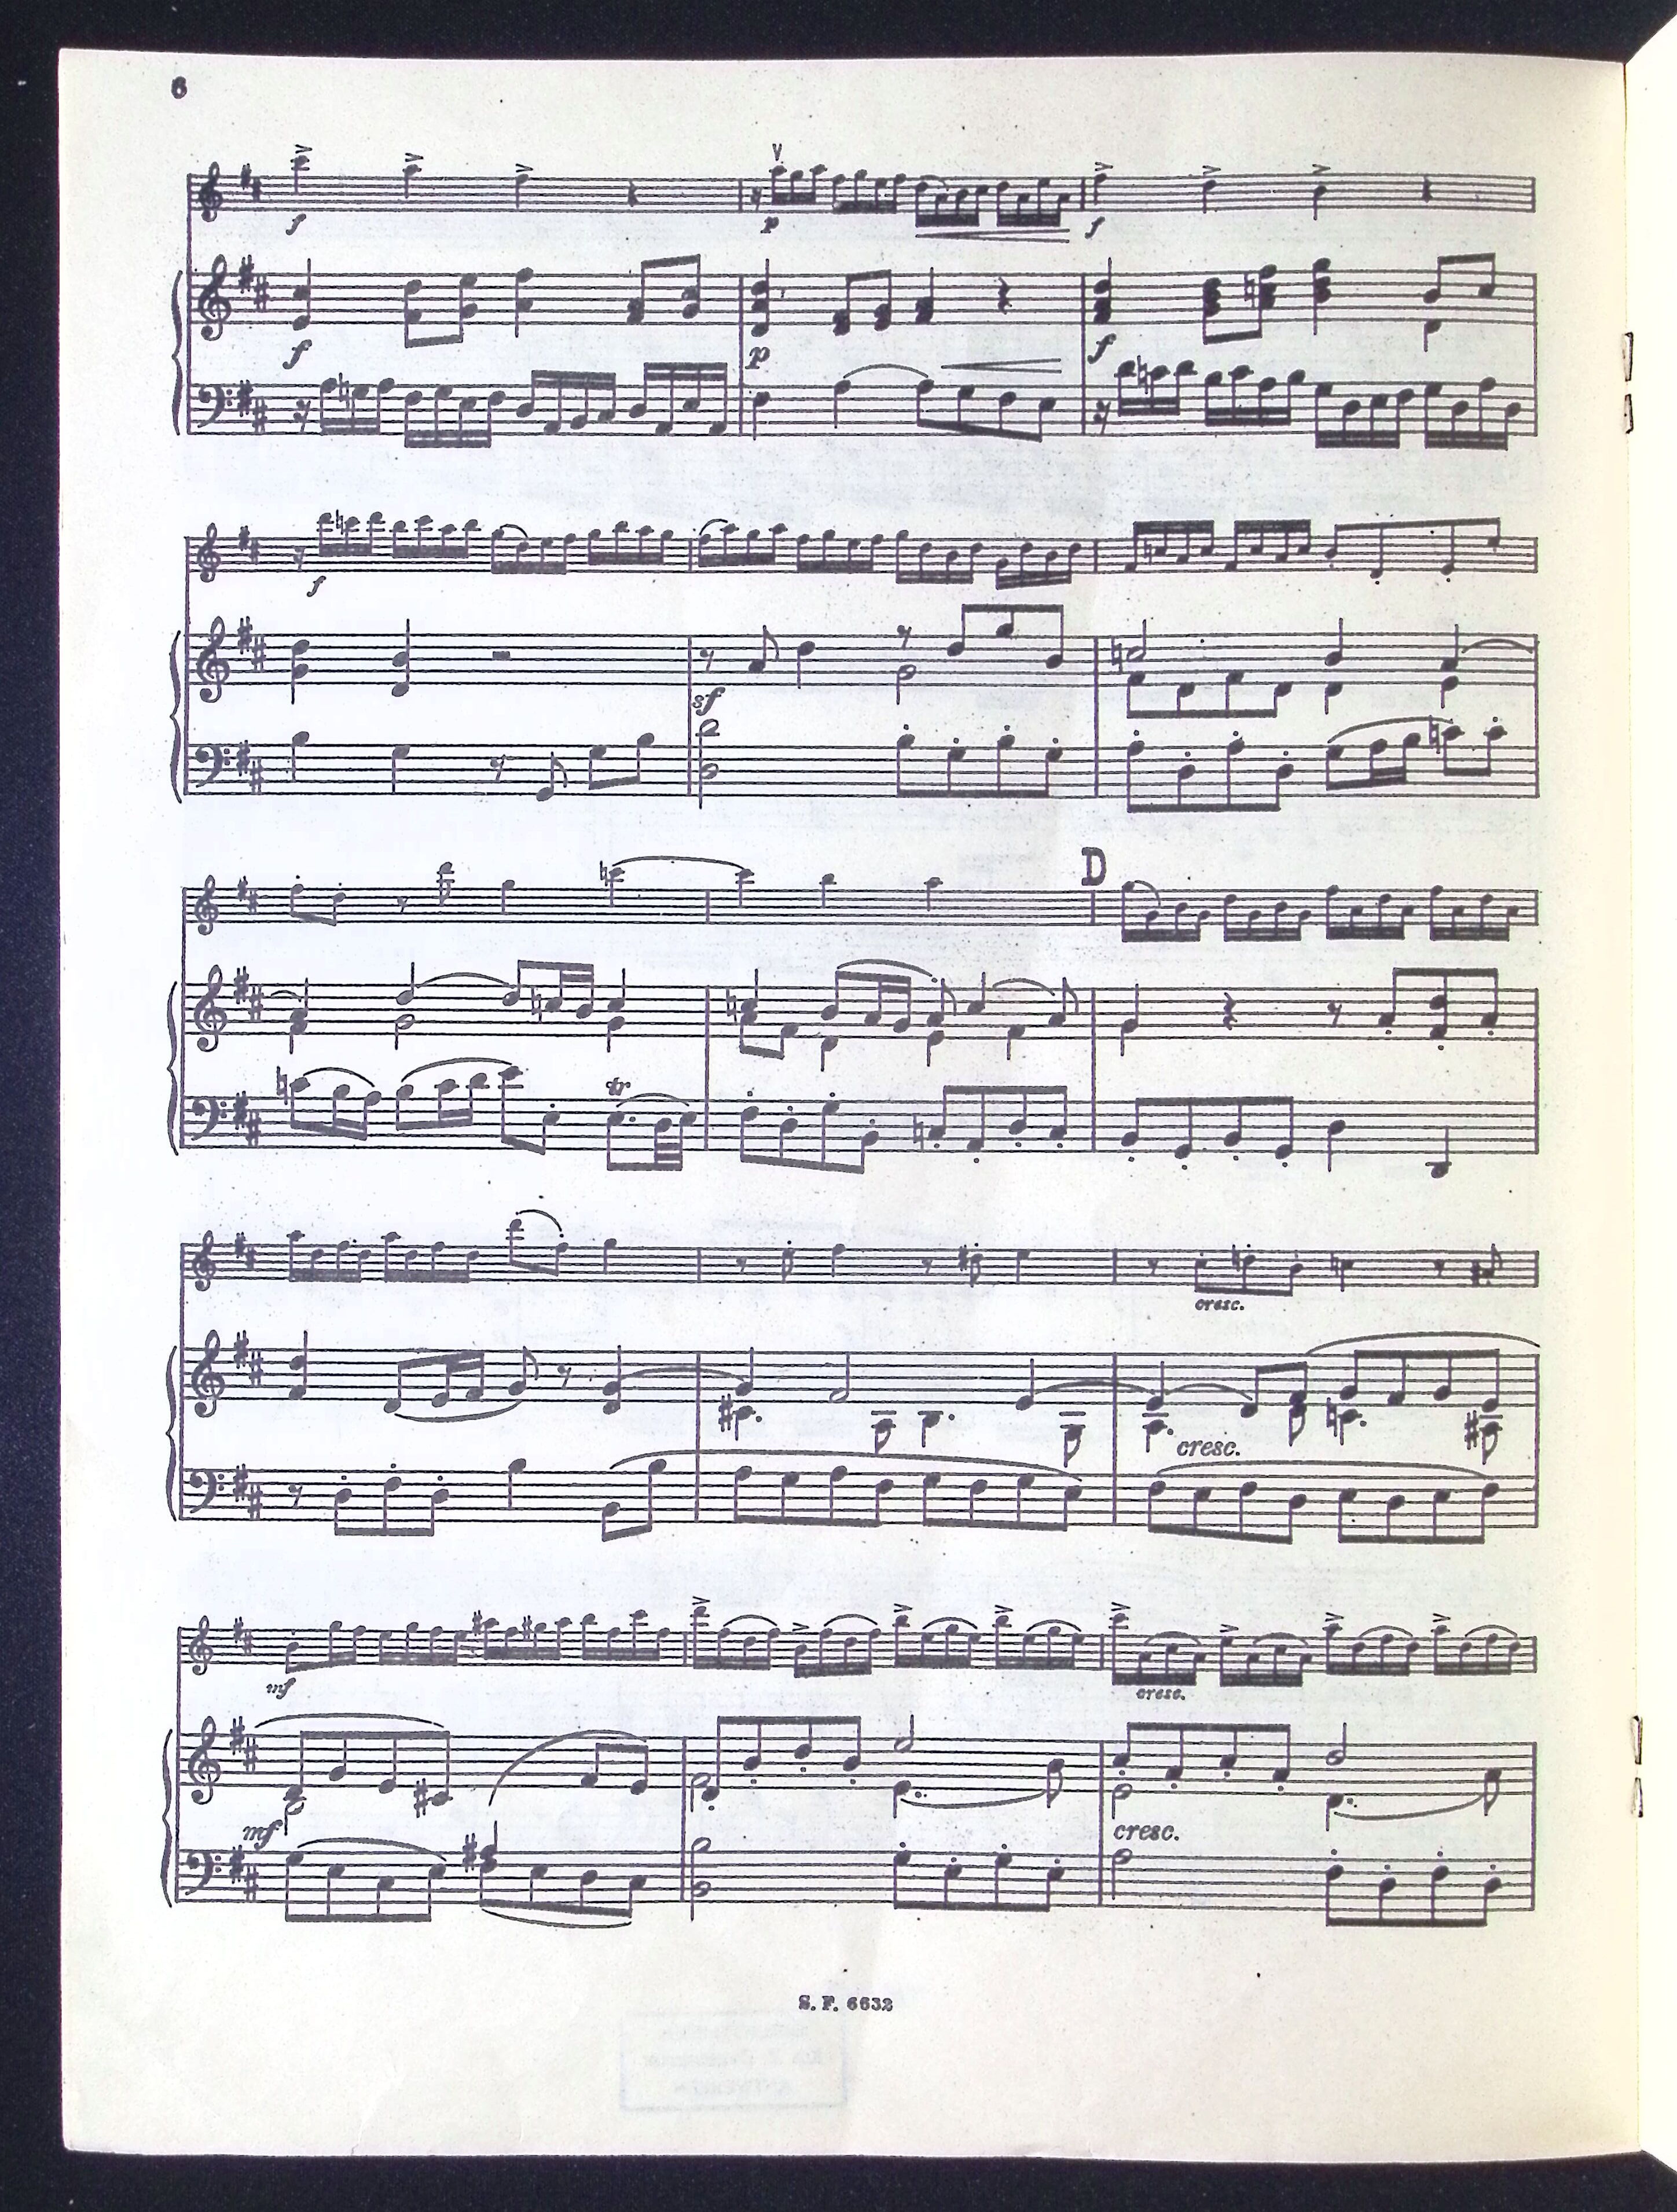 6
f p f
f p f
f
sf
D
tr
cresc.
cresc.
mf cresc.
mf cresc.
S. F. 6632